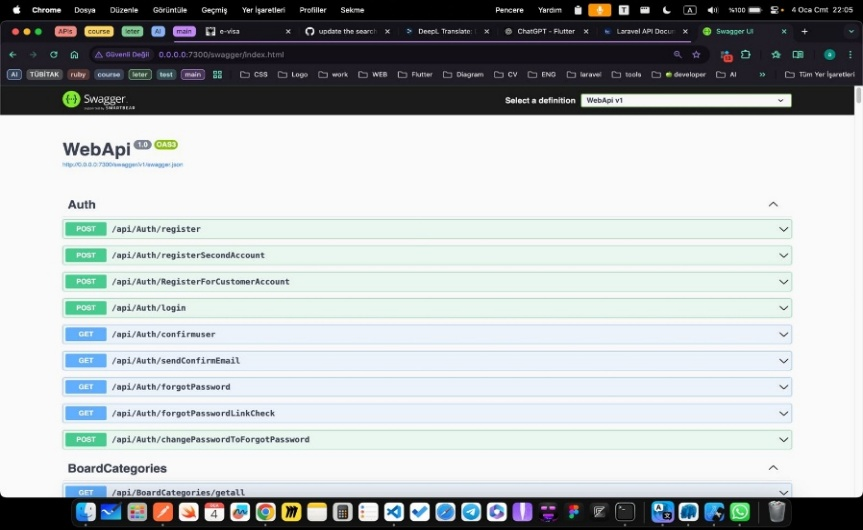 Chrome Dosya Düzenle Görüntüle Geçmiş Yer İşaretleri Profiller Sekme Pencere Yardım T A %100 4 Oca Cmt 22:05
APIs course leter AI main e-visa update the search DeepL Translate: ChatGPT - Flutter Laravel API Docu Swagger UI
Güvenli Değil 0.0.0.0:7300/swagger/index.html
AI TÜBİTAK ruby course leter test main CSS Logo work WEB Flutter Diagram CV ENG laravel tools developer AI Tüm Yer İşaretleri
Swagger
Select a definition WebApi v1
WebApi 1.0 OAS3
http://0.0.0.0:7300/swagger/v1/swagger.json
Auth
POST /api/Auth/register
POST /api/Auth/registerSecondAccount
POST /api/Auth/RegisterForCustomerAccount
POST /api/Auth/login
GET /api/Auth/confirmuser
GET /api/Auth/sendConfirmEmail
GET /api/Auth/forgotPassword
GET /api/Auth/forgotPasswordLinkCheck
POST /api/Auth/changePasswordToForgotPassword
BoardCategories
GET /api/BoardCategories/getall
4